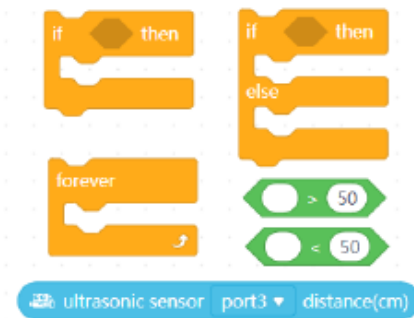 if then
if then
else
forever
> 50
< 50
ultrasonic sensor port3 distance(cm)